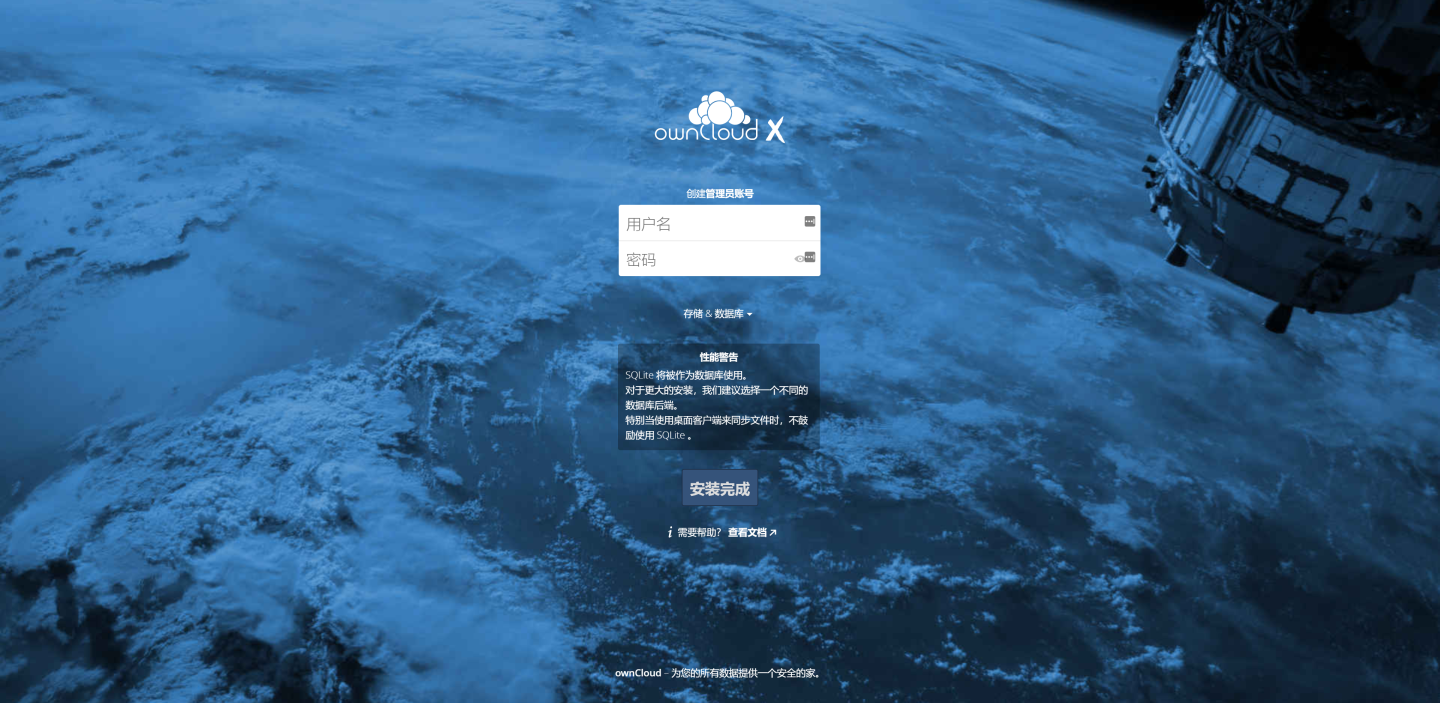 ownCloud X
创建管理员账号
用户名
密码
存储 & 数据库
性能警告
SQLite 将被作为数据库使用。
对于更大的安装，我们建议选择一个不同的
数据库后端。
特别当使用桌面客户端来同步文件时，不鼓
励使用 SQLite 。
安装完成
i 需要帮助？ 查看文档
ownCloud – 为您的所有数据提供一个安全的家。